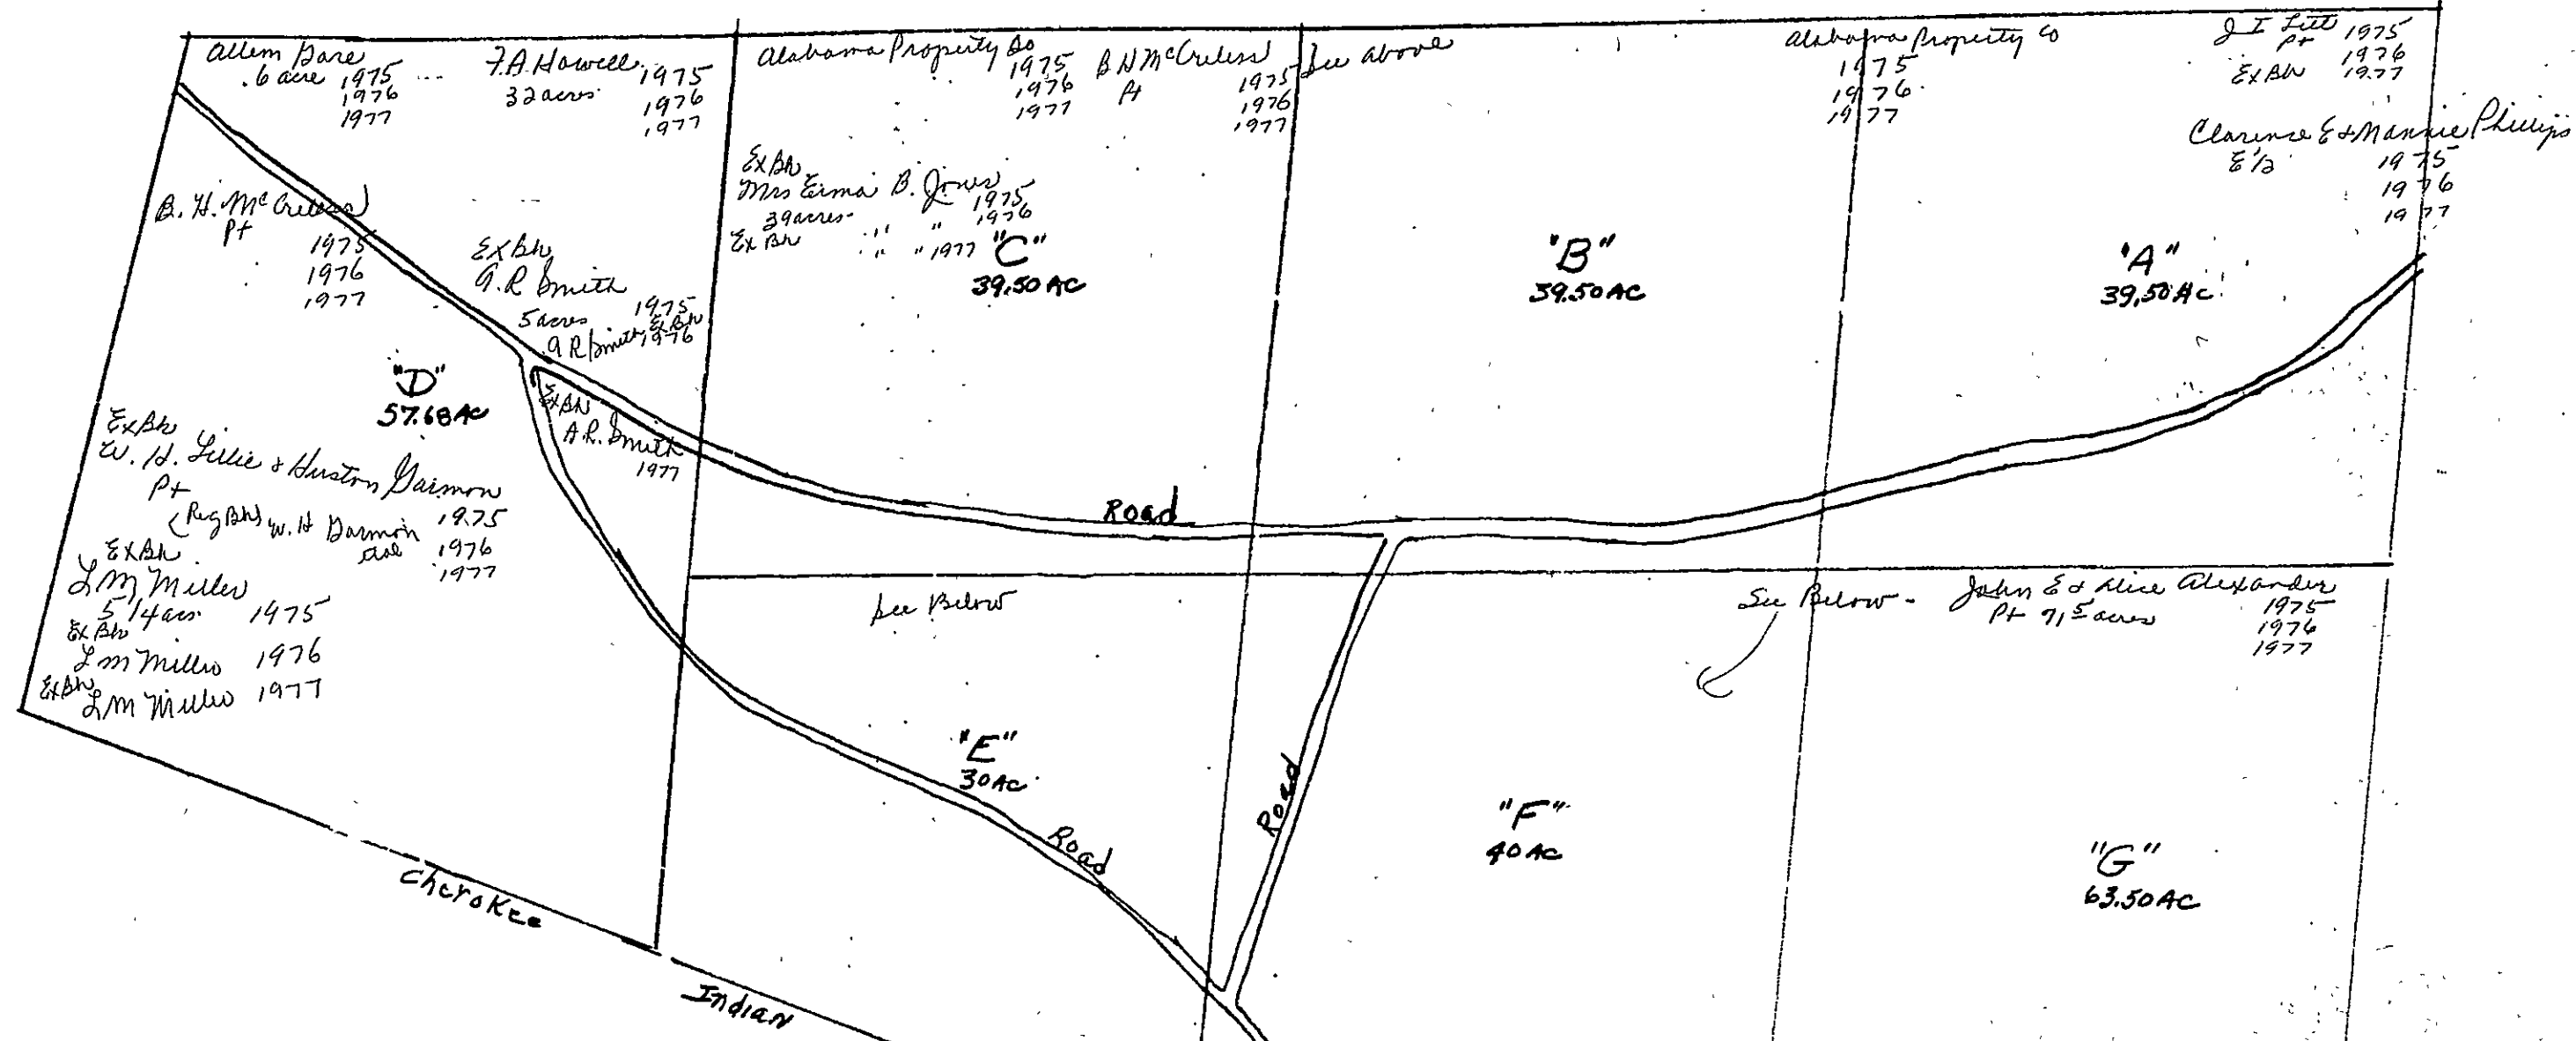 .6 acre 1975
1976
1977
F.A. Howell 1975
32 acres 1976
1977
Alabama Property Co
1975
1976
1977
B H McCreless 1975
Pt 1976
1977
See above
Alabama Property Co
1975
1976
1977
J I 1975
Pt 1976
Ex Bh 1977
Clarence E & Mannie Phillips
E 1/2 1975
1976
1977
B. H. McCreless
Pt 1975
1976
1977
Ex Bh
A. R Smith
5 acres 1975
A R Smith Ex Bh 1976
Ex Bh
Mrs Erma B. Jones
39 acres 1975
" " 1976
Ex Bh " " 1977
"C"
39.50 AC
"B"
39.50 AC
"A"
39.50 AC
"D"
57.68 AC
Ex Bh
A. R. Smith
1977
Ex Bh
W. H. Lillie & Huston Garmon
Pt 1975
(Reg Bh) W. H Garmon etal 1976
1977
Ex Bh
L M Miller
5 1/4 acrs 1975
Ex Bh
L M Miller 1976
Ex Bh
L M Miller 1977
Road
See Below
See Below -
John E & Alice Alexander
Pt 7,5 acres 1975
1976
1977
"E"
30 AC
Road
Road
"F"
40 AC
"G"
63.50 AC
Cherokee
Indian